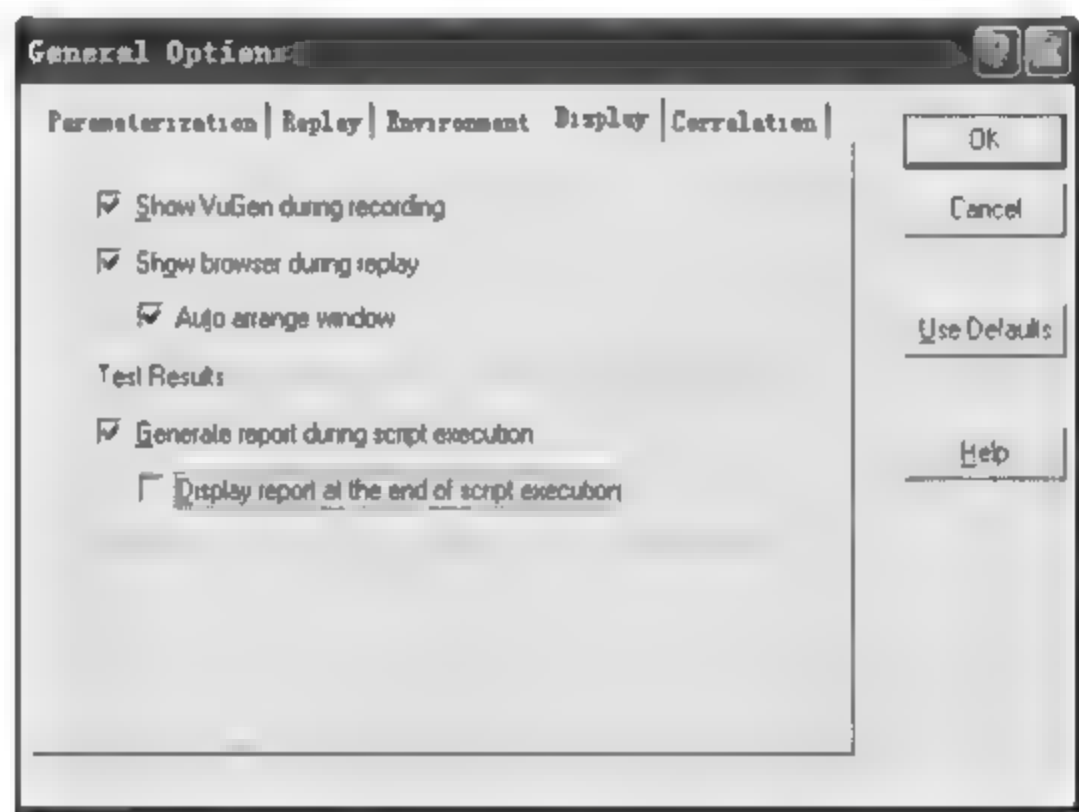 General Options
Parameterization Replay Environment Display Correlation
Show VuGen during recording
Show browser during replay
Auto arrange window
Test Results
Generate report during script execution
Display report at the end of script execution
OK
Cancel
Use Defaults
Help